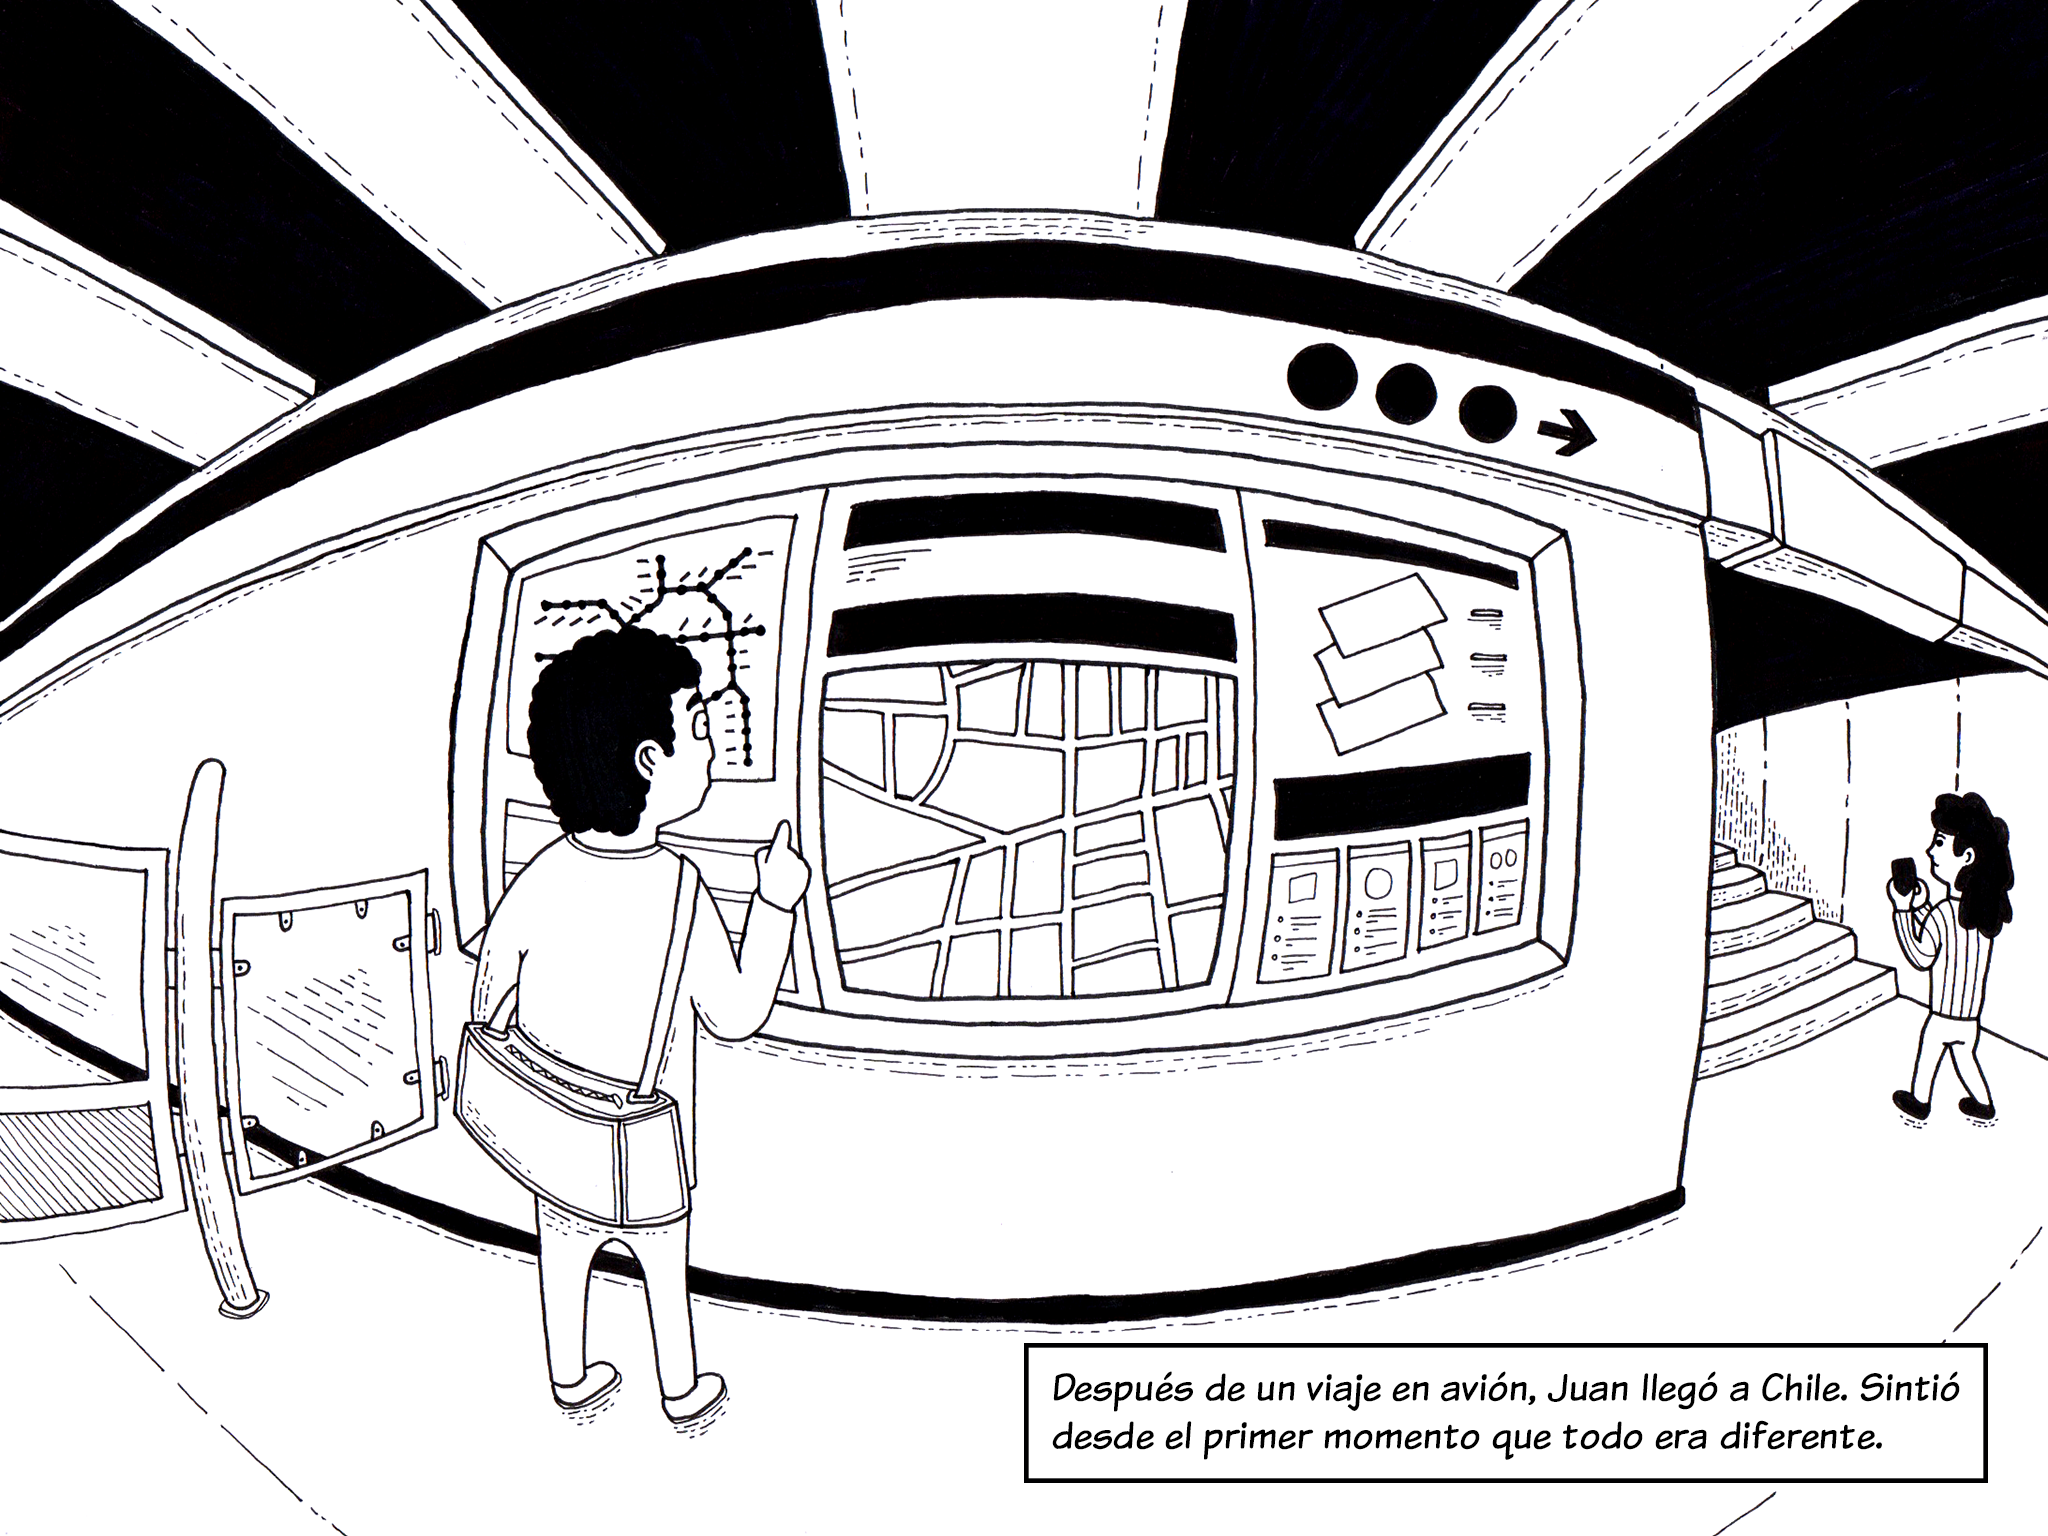 Después de un viaje en avión, Juan llegó a Chile. Sintió
desde el primer momento que todo era diferente.